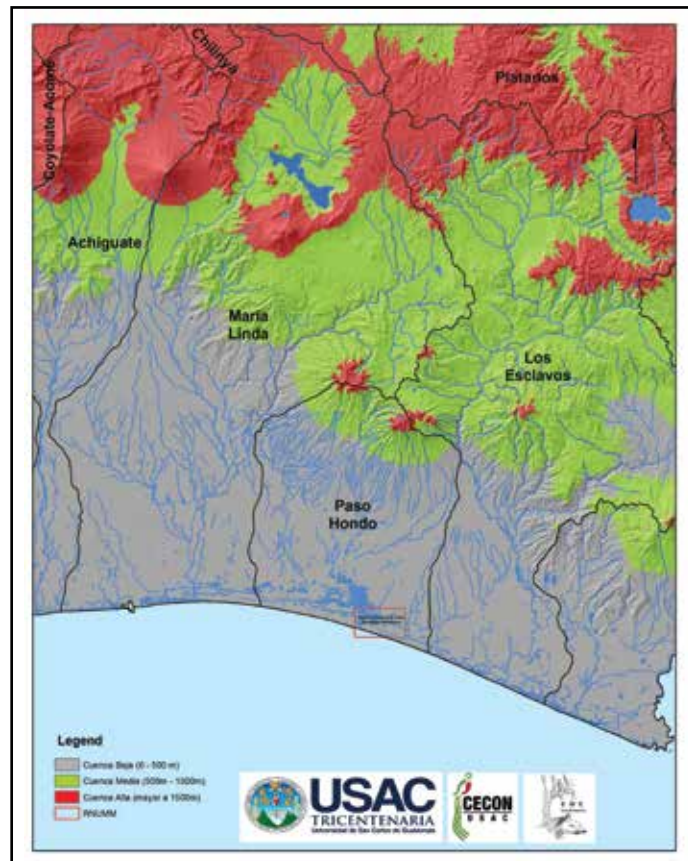 Coyolate-Acomé
Chilinya
Platanos
Achiguate
María
Linda
Los
Esclavos
Paso
Hondo
Legend
Cuenca Baja (0 - 500 m)
Cuenca Media (500m - 1000m)
Cuenca Alta (mayor a 1500m)
RNUMM
USAC
TRICENTENARIA
Universidad de San Carlos de Guatemala
CECON
USAC